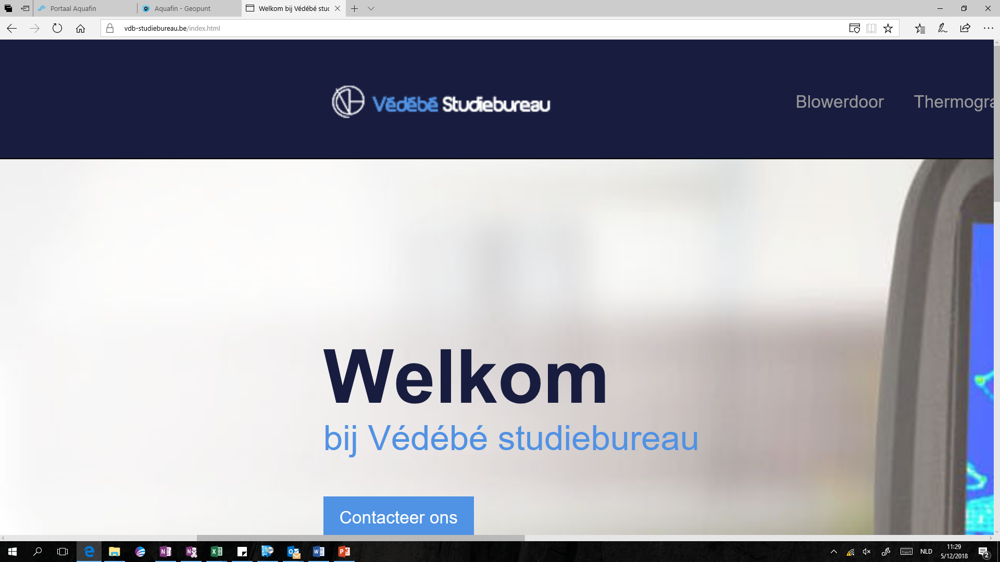 Portaal Aquafin
Aquafin - Geopunt
Welkom bij Védébé stuc
vdb-studiebureau.be/index.html
Védébé Studiebureau
Blowerdoor
Thermogra
Welkom
bij Védébé studiebureau
Contacteer ons
NLD
11:29
5/12/2018
2